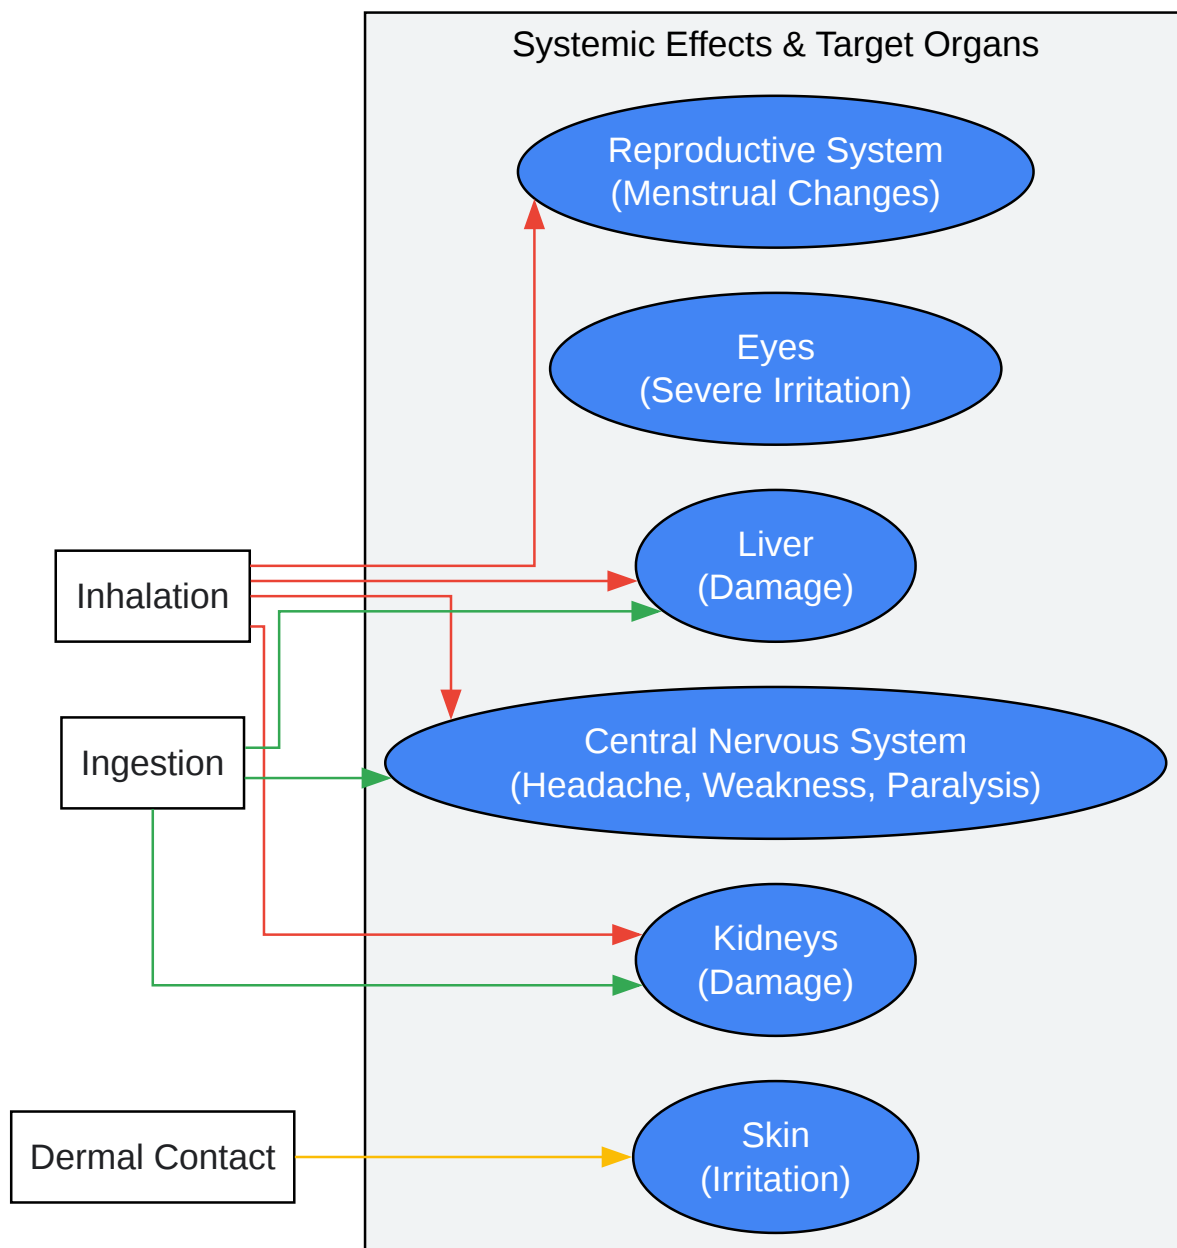 Systemic Effects & Target Organs
Reproductive System
(Menstrual Changes)
Eyes
(Severe Irritation)
Liver
(Damage)
Inhalation
Central Nervous System
(Headache, Weakness, Paralysis)
Ingestion
Kidneys
(Damage)
Skin
(Irritation)
Dermal Contact